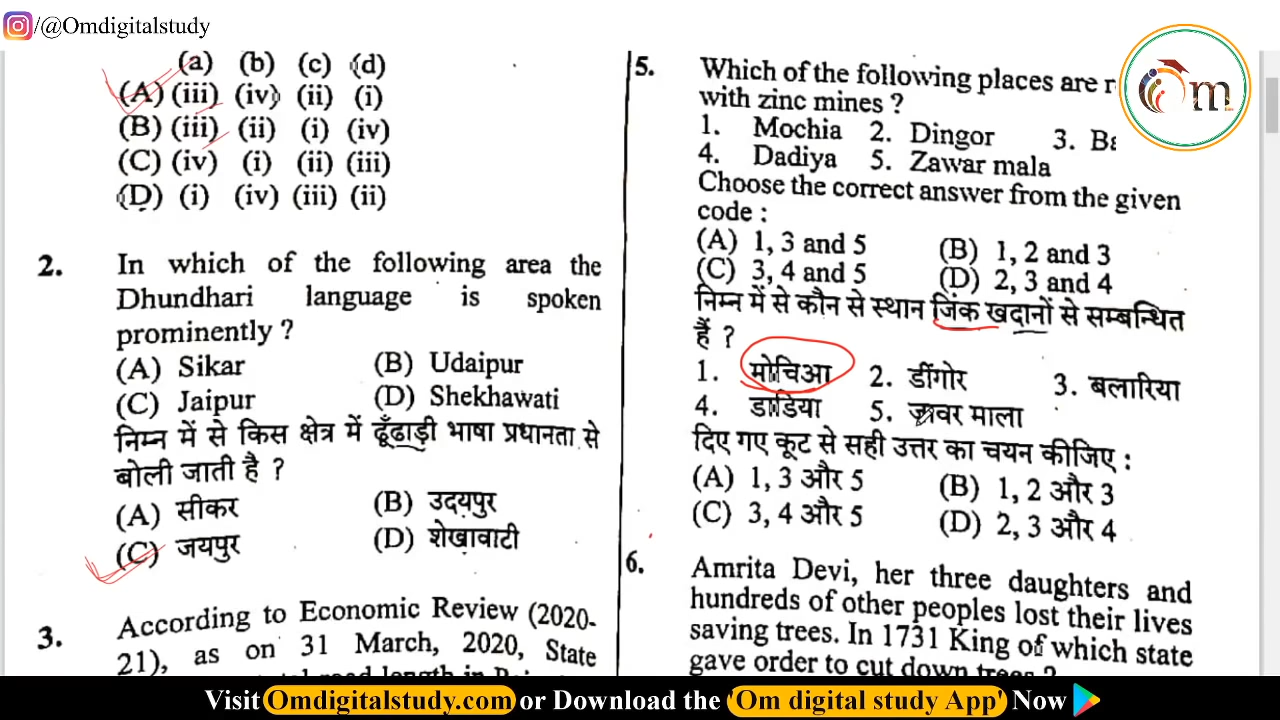 /@Omdigitalstudy
(a) (b) (c) (d)
(A) (iii) (iv) (ii) (i)
(B) (iii) (ii) (i) (iv)
(C) (iv) (i) (ii) (iii)
(D) (i) (iv) (iii) (ii)
2. In which of the following area the
Dhundhari language is spoken
prominently ?
(A) Sikar (B) Udaipur
(C) Jaipur (D) Shekhawati
निम्न में से किस क्षेत्र में ढूँढाड़ी भाषा प्रधानता से
बोली जाती है ?
(A) सीकर (B) उदयपुर
(C) जयपुर (D) शेखावाटी
3. According to Economic Review (2020-
21), as on 31 March, 2020, State
5. Which of the following places are
with zinc mines ?
1. Mochia 2. Dingor 3.
4. Dadiya 5. Zawar mala
Choose the correct answer from the given
code :
(A) 1, 3 and 5 (B) 1, 2 and 3
(C) 3, 4 and 5 (D) 2, 3 and 4
निम्न में से कौन से स्थान जिंक खदानों से सम्बन्धित
हैं ?
1. मोचिआ 2. डींगोर 3. बलारिया
4. डाडिया 5. ज़ावर माला
दिए गए कूट से सही उत्तर का चयन कीजिए :
(A) 1, 3 और 5 (B) 1, 2 और 3
(C) 3, 4 और 5 (D) 2, 3 और 4
6. Amrita Devi, her three daughters and
hundreds of other peoples lost their lives
saving trees. In 1731 King of which state
gave order to cut down trees ?
Om
Visit Omdigitalstudy.com or Download the 'Om digital study App' Now